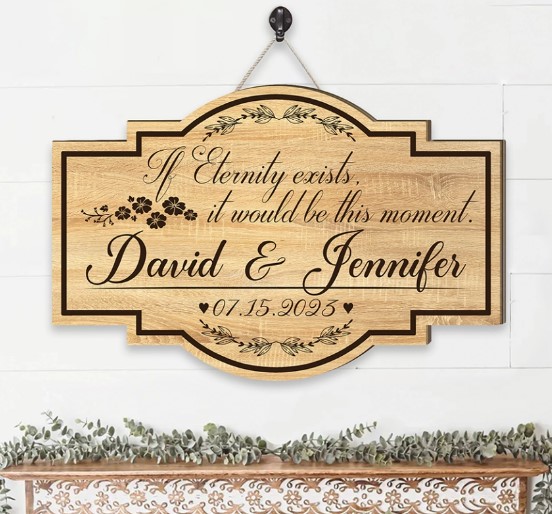 If Eternity exists,
it would be this moment.
David & Jennifer
♥07.15.2023♥